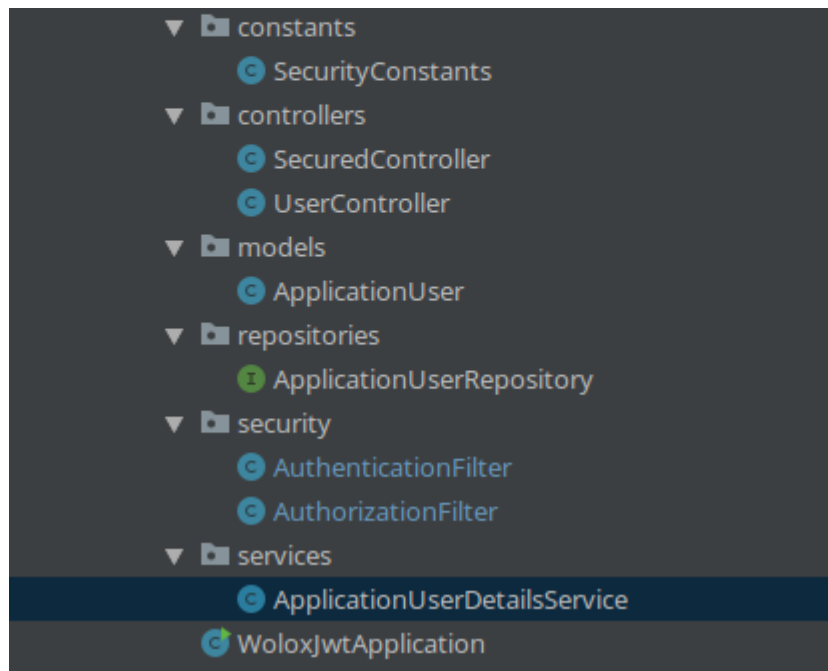 constants
SecurityConstants
controllers
SecuredController
UserController
models
ApplicationUser
repositories
ApplicationUserRepository
security
AuthenticationFilter
AuthorizationFilter
services
ApplicationUserDetailsService
WoloxJwtApplication